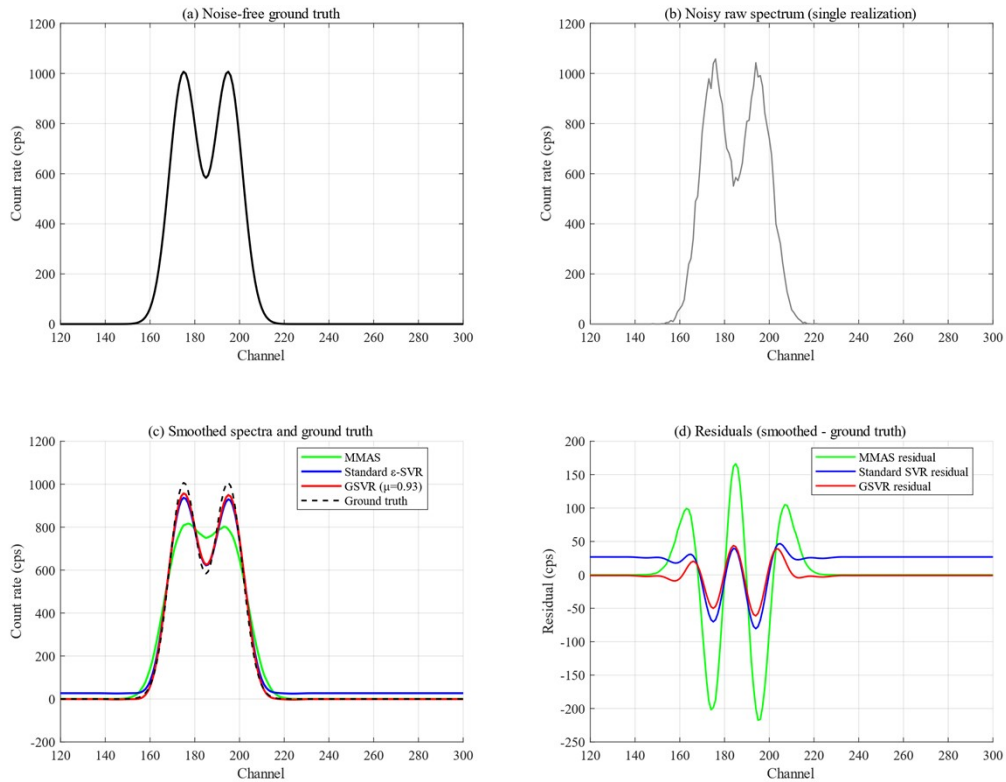 (a) Noise-free ground truth
1200
1000
800
600
400
200
0
Count rate (cps)
120 140 160 180 200 220 240 260 280 300
Channel
(b) Noisy raw spectrum (single realization)
1200
1000
800
600
400
200
0
Count rate (cps)
120 140 160 180 200 220 240 260 280 300
Channel
(c) Smoothed spectra and ground truth
1200
1000
800
600
400
200
0
-200
Count rate (cps)
MMAS
Standard ε-SVR
GSVR (μ=0.93)
Ground truth
120 140 160 180 200 220 240 260 280 300
Channel
(d) Residuals (smoothed - ground truth)
200
150
100
50
0
-50
-100
-150
-200
-250
Residual (cps)
MMAS residual
Standard SVR residual
GSVR residual
120 140 160 180 200 220 240 260 280 300
Channel